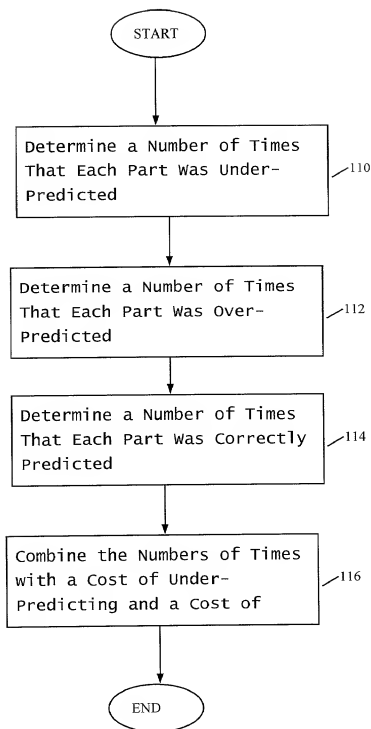 START
Determine a Number of Times
That Each Part Was Under-
Predicted
110
Determine a Number of Times
That Each Part Was Over-
Predicted
112
Determine a Number of Times
That Each Part Was Correctly
Predicted
114
Combine the Numbers of Times
with a Cost of Under-
Predicting and a Cost of
116
END